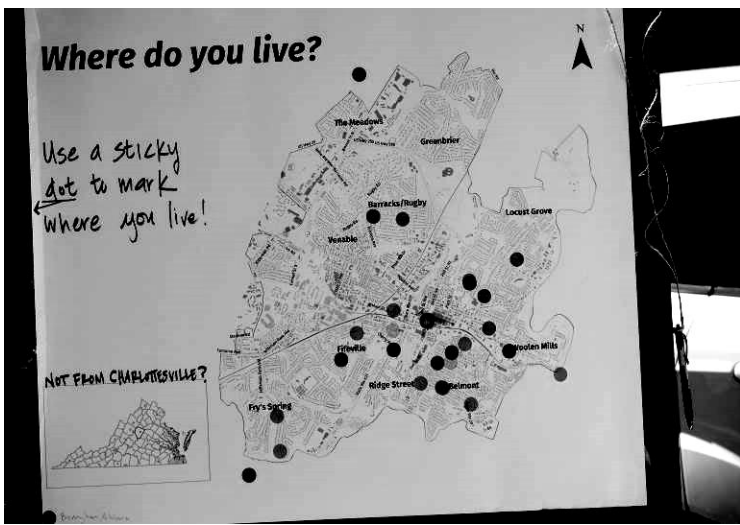 Where do you live?
N
Use a sticky
dot to mark
where you live!
The Meadows
Greenbrier
Barracks/Rugby
Locust Grove
Venable
Fifeville
Woolen Mills
Ridge Street
Belmont
Fry's Spring
NOT FROM CHARLOTTESVILLE?